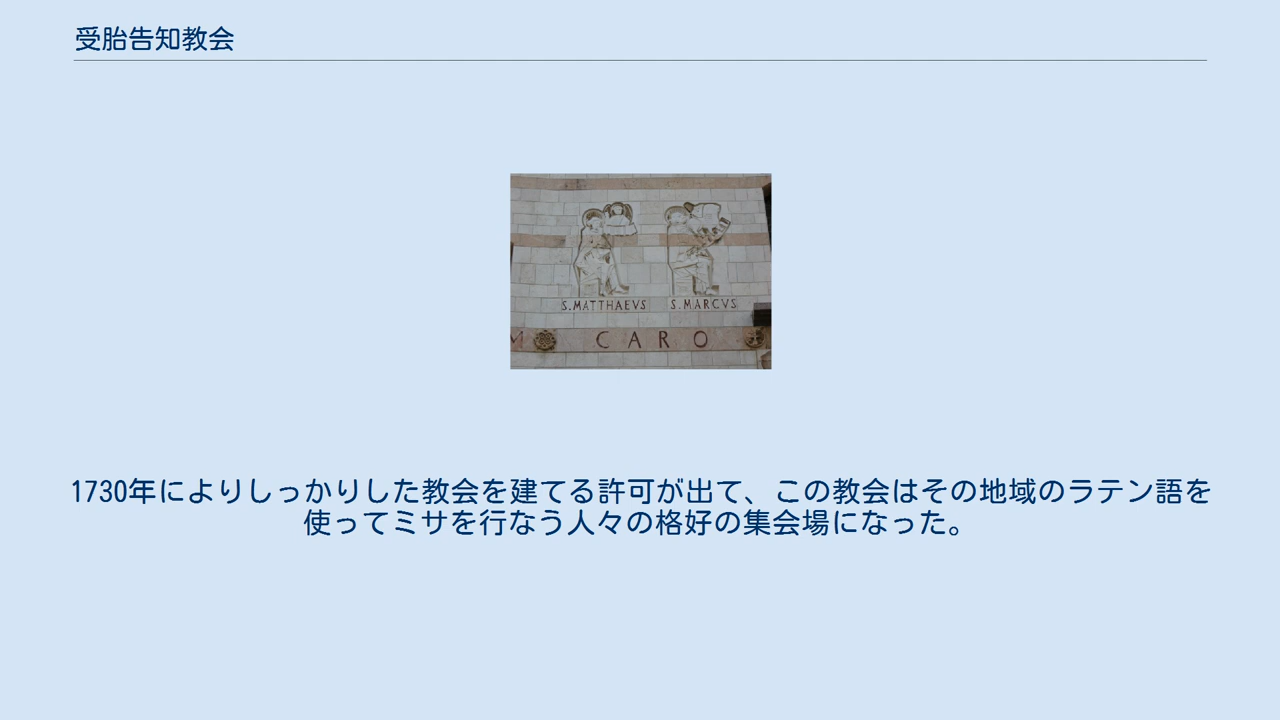 受胎告知教会
S.MATTHAEVS S.MARCVS
M CARO
1730年によりしっかりした教会を建てる許可が出て、この教会はその地域のラテン語を
使ってミサを行なう人々の格好の集会場になった。